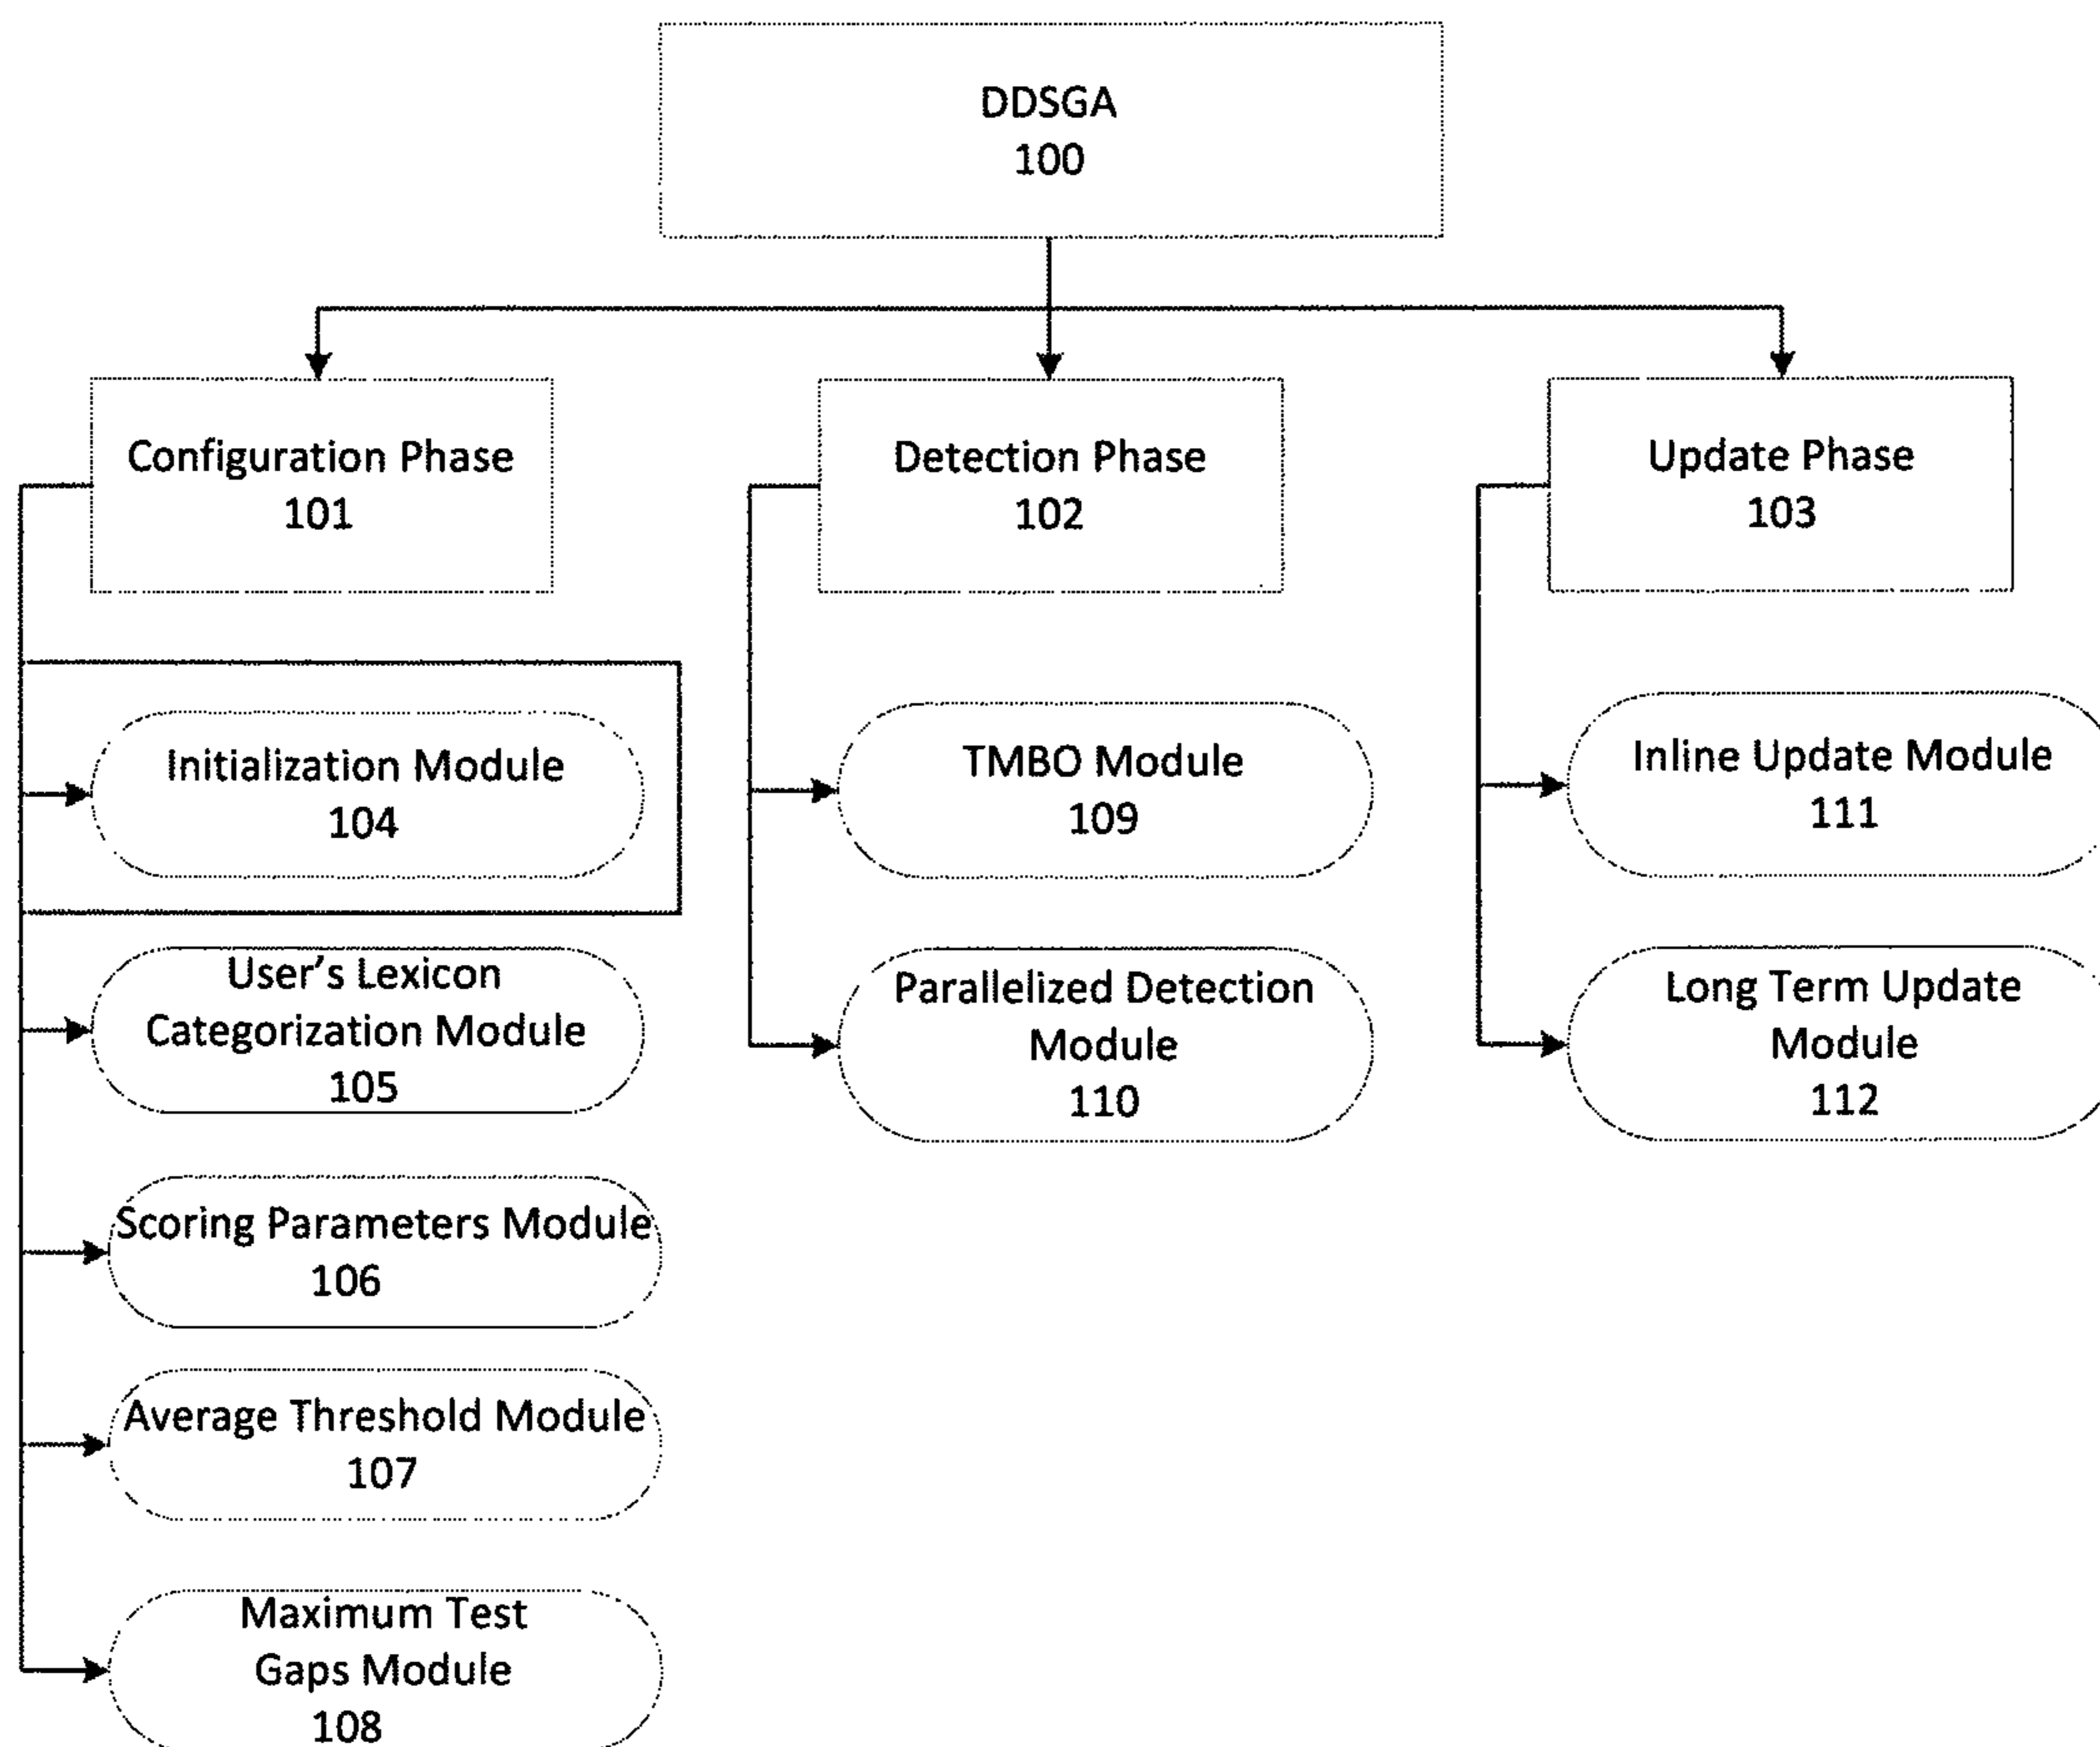 DDSGA
100
Configuration Phase
101
Detection Phase
102
Update Phase
103
Initialization Module
104
User's Lexicon
Categorization Module
105
Scoring Parameters Module
106
Average Threshold Module
107
Maximum Test
Gaps Module
108
TMBO Module
109
Parallelized Detection
Module
110
Inline Update Module
111
Long Term Update
Module
112